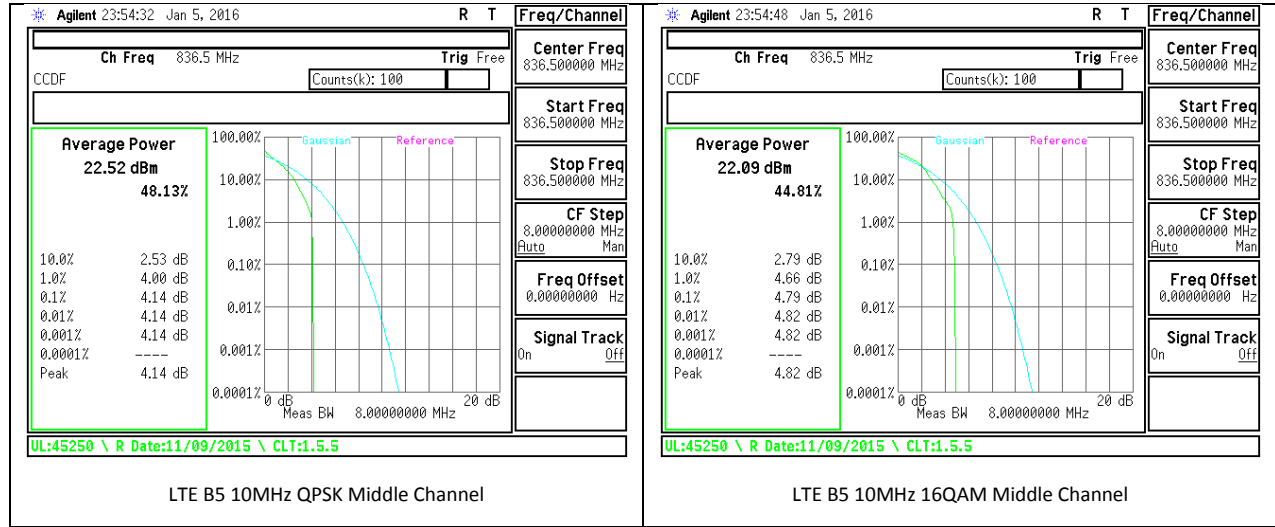 Agilent 23:54:32 Jan 5, 2016 R T Freq/Channel
Ch Freq 836.5 MHz Trig Free
CCDF Counts(k): 100
Center Freq
836.500000 MHz
Start Freq
836.500000 MHz
Stop Freq
836.500000 MHz
CF Step
8.00000000 MHz
Auto Man
Freq Offset
0.00000000 Hz
Signal Track
On Off
Average Power
22.52 dBm
48.13%
10.0% 2.53 dB
1.0% 4.00 dB
0.1% 4.14 dB
0.01% 4.14 dB
0.001% 4.14 dB
0.0001% ----
Peak 4.14 dB
Gaussian Reference
100.00%
10.00%
1.00%
0.10%
0.01%
0.001%
0.0001%
0 dB 20 dB
Meas BW 8.00000000 MHz
UL:45250 \ R Date:11/09/2015 \ CLT:1.5.5
LTE B5 10MHz QPSK Middle Channel
Agilent 23:54:48 Jan 5, 2016 R T Freq/Channel
Ch Freq 836.5 MHz Trig Free
CCDF Counts(k): 100
Center Freq
836.500000 MHz
Start Freq
836.500000 MHz
Stop Freq
836.500000 MHz
CF Step
8.00000000 MHz
Auto Man
Freq Offset
0.00000000 Hz
Signal Track
On Off
Average Power
22.09 dBm
44.81%
10.0% 2.79 dB
1.0% 4.66 dB
0.1% 4.79 dB
0.01% 4.82 dB
0.001% 4.82 dB
0.0001% ----
Peak 4.82 dB
Gaussian Reference
100.00%
10.00%
1.00%
0.10%
0.01%
0.001%
0.0001%
0 dB 20 dB
Meas BW 8.00000000 MHz
UL:45250 \ R Date:11/09/2015 \ CLT:1.5.5
LTE B5 10MHz 16QAM Middle Channel